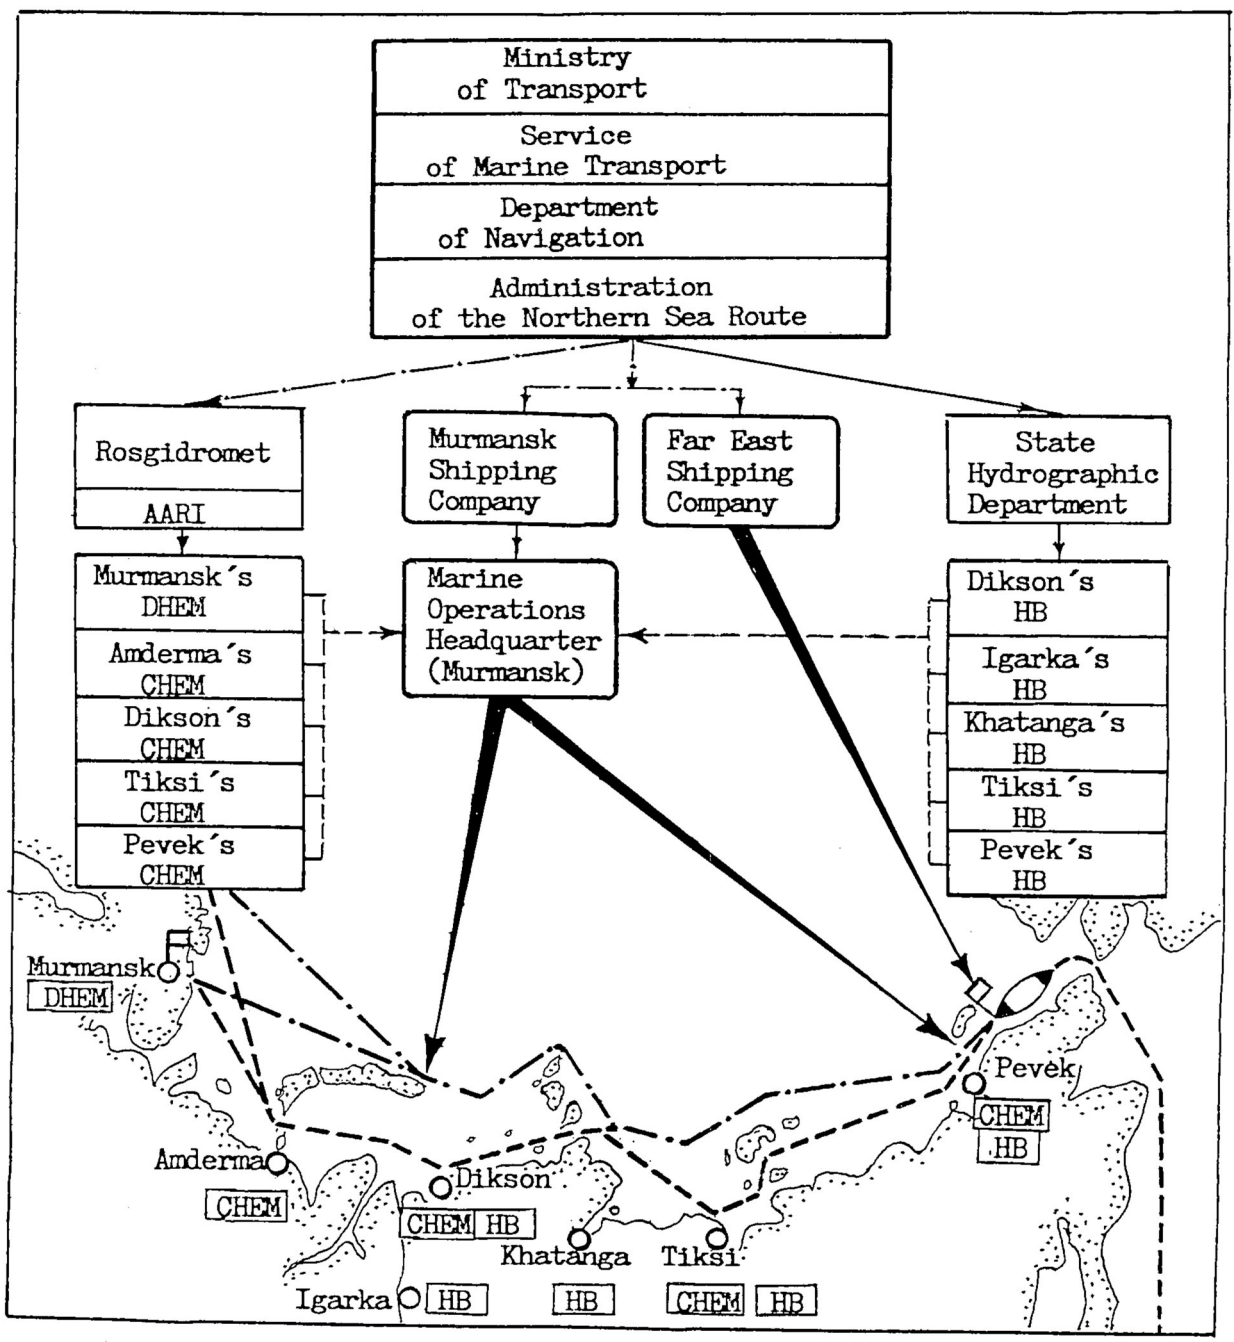 Ministry
of Transport
Service
of Marine Transport
Department
of Navigation
Administration
of the Northern Sea Route
Rosgidromet
AARI
Murmansk
Shipping
Company
Far East
Shipping
Company
State
Hydrographic
Department
Murmansk´s
DHEM
Amderma´s
CHEM
Dikson´s
CHEM
Tiksi´s
CHEM
Pevek´s
CHEM
Marine
Operations
Headquarter
(Murmansk)
Dikson´s
HB
Igarka´s
HB
Khatanga´s
HB
Tiksi´s
HB
Pevek´s
HB
Murmansk
DHEM
Pevek
CHEM
HB
Amderma
CHEM
Dikson
CHEM HB
Khatanga
HB
Tiksi
CHEM HB
Igarka HB